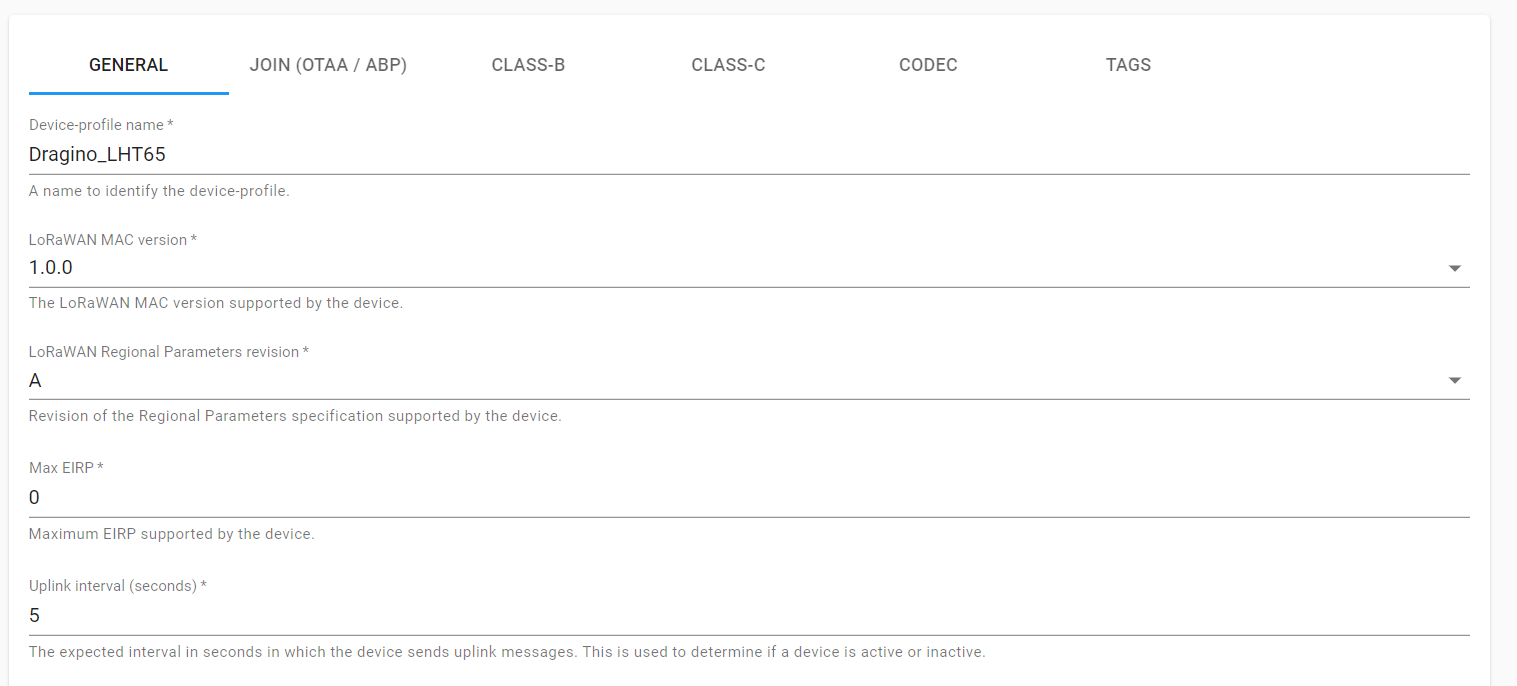 GENERAL JOIN (OTAA / ABP) CLASS-B CLASS-C CODEC TAGS
Device-profile name *
Dragino_LHT65
A name to identify the device-profile.
LoRaWAN MAC version *
1.0.0
The LoRaWAN MAC version supported by the device.
LoRaWAN Regional Parameters revision *
A
Revision of the Regional Parameters specification supported by the device.
Max EIRP *
0
Maximum EIRP supported by the device.
Uplink interval (seconds) *
5
The expected interval in seconds in which the device sends uplink messages. This is used to determine if a device is active or inactive.